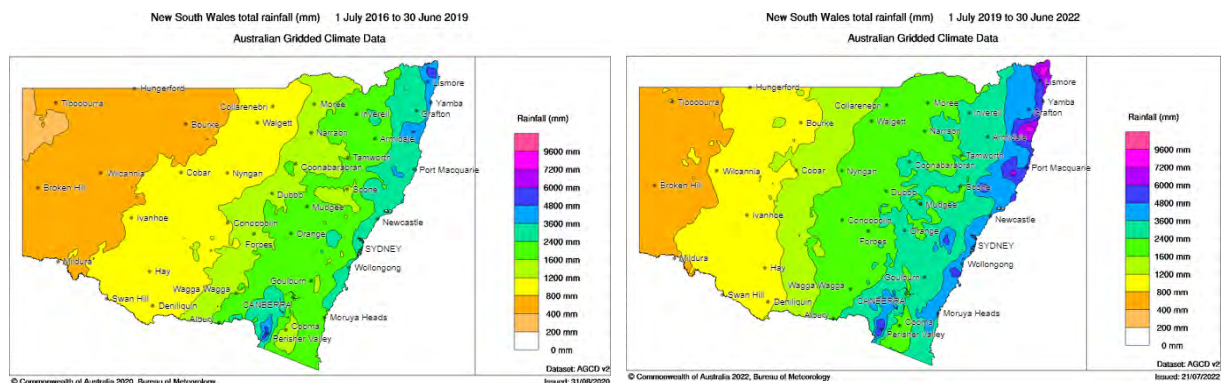 New South Wales total rainfall (mm) 1 July 2016 to 30 June 2019
Australian Gridded Climate Data
Hungerford
Tibooburra
Lismore
Collarenebri
Moree
Yamba
Inverell
Grafton
Bourke
Walgett
Narrabri
Armidale
Tamworth
Coonabarabran
Wilcannia
Cobar
Nyngan
Port Macquarie
Broken Hill
Scone
Dubbo
Mudgee
Ivanhoe
Condobolin
Newcastle
Forbes
Orange
SYDNEY
Mildura
Hay
Goulburn
Wollongong
Wagga Wagga
CANBERRA
Swan Hill
Deniliquin
Albury
Cooma
Moruya Heads
Perisher Valley
Rainfall (mm)
9600 mm
7200 mm
6000 mm
4800 mm
3600 mm
2400 mm
1600 mm
1200 mm
800 mm
400 mm
200 mm
0 mm
Dataset: AGCD v2
© Commonwealth of Australia 2020, Bureau of Meteorology
Issued: 31/08/2020
New South Wales total rainfall (mm) 1 July 2019 to 30 June 2022
Australian Gridded Climate Data
Hungerford
Tibooburra
Lismore
Collarenebri
Moree
Yamba
Inverell
Grafton
Bourke
Walgett
Narrabri
Armidale
Tamworth
Coonabarabran
Wilcannia
Cobar
Nyngan
Port Macquarie
Broken Hill
Scone
Dubbo
Mudgee
Ivanhoe
Condobolin
Newcastle
Forbes
Orange
SYDNEY
Mildura
Hay
Goulburn
Wollongong
Wagga Wagga
CANBERRA
Swan Hill
Deniliquin
Albury
Cooma
Moruya Heads
Perisher Valley
Rainfall (mm)
9600 mm
7200 mm
6000 mm
4800 mm
3600 mm
2400 mm
1600 mm
1200 mm
800 mm
400 mm
200 mm
0 mm
Dataset: AGCD v2
© Commonwealth of Australia 2022, Bureau of Meteorology
Issued: 21/07/2022